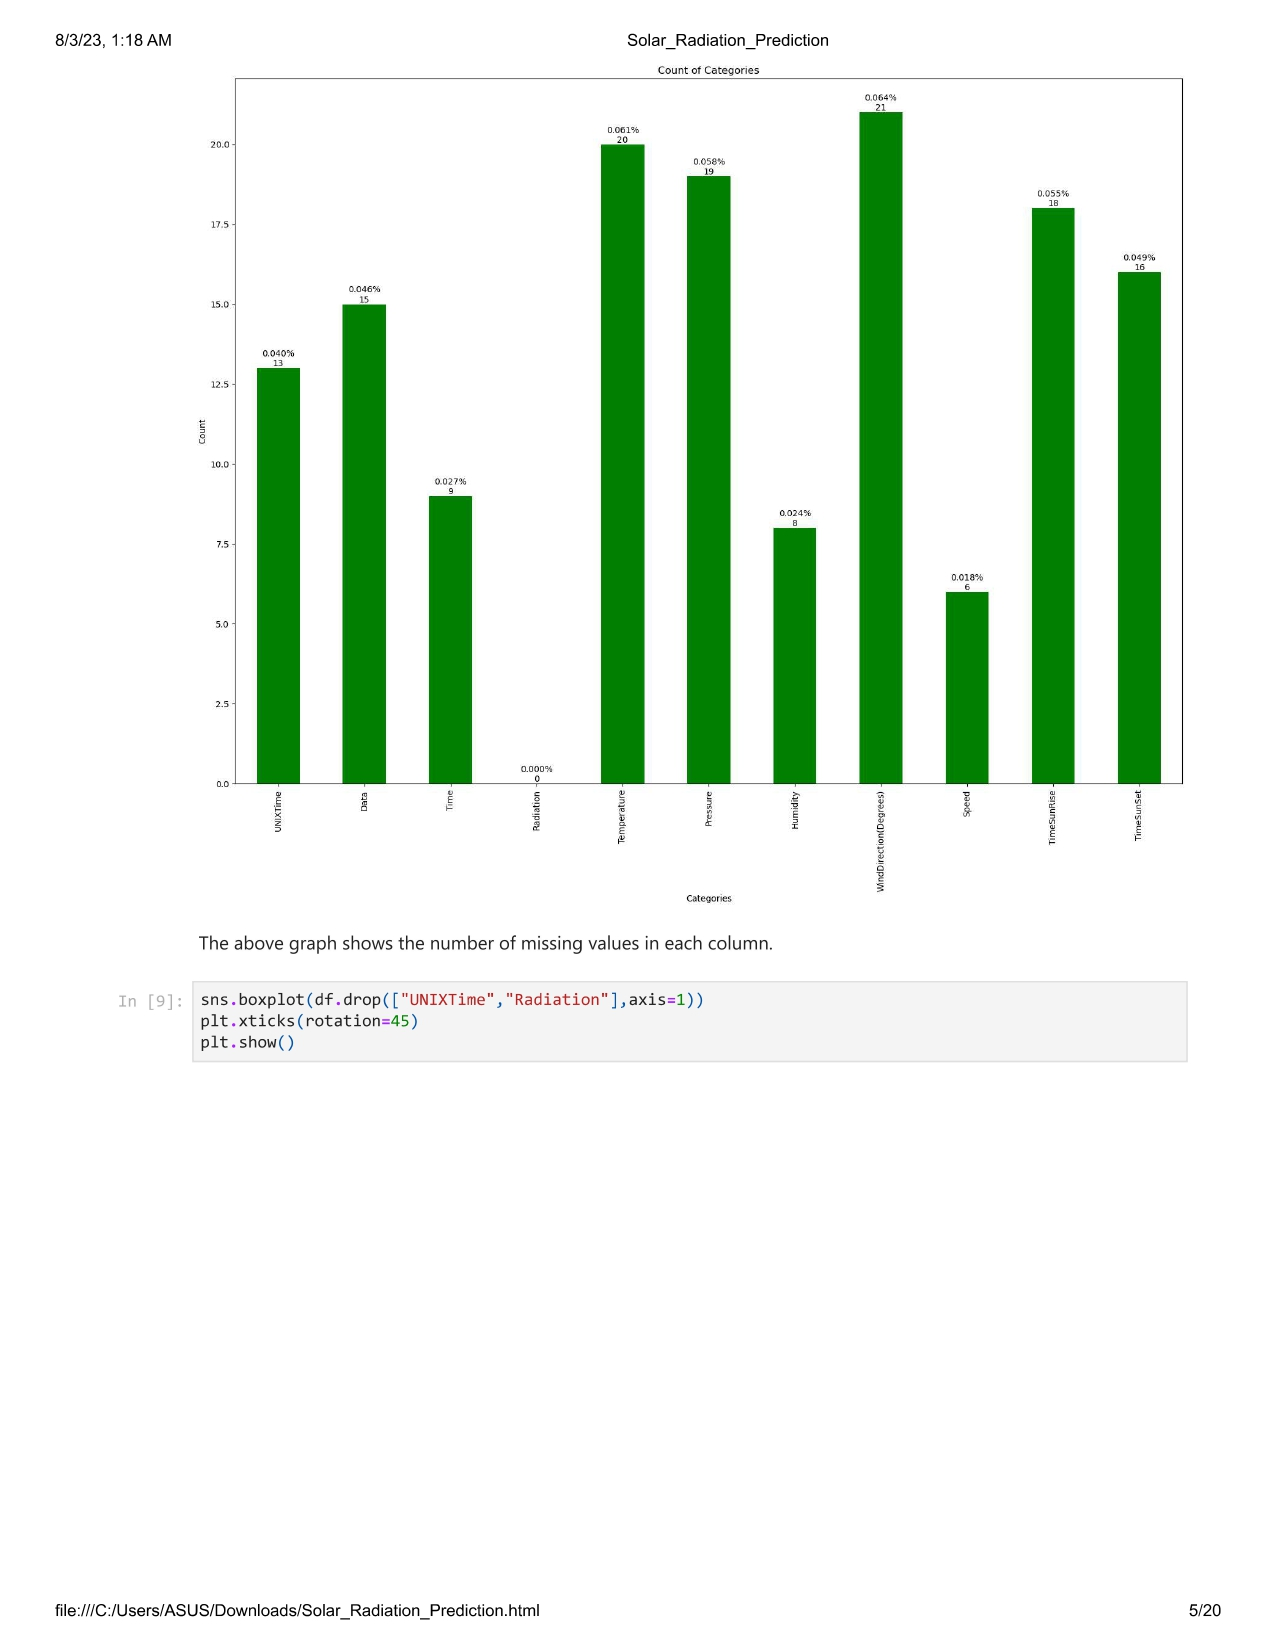 8/3/23, 1:18 AM
Solar_Radiation_Prediction
Count of Categories
0.064%
21
0.061%
20
20.0
0.058%
19
0.055%
18
17.5
0.049%
16
0.046%
15
15.0
0.040%
13
12.5
Count
10.0
0.027%
9
0.024%
8
7.5
0.018%
6
5.0
2.5
0.000%
0
0.0
UNIXTime
Data
Time
Radiation
Temperature
Pressure
Humidity
WindDirection(Degrees)
Speed
TimeSunRise
TimeSunSet
Categories
The above graph shows the number of missing values in each column.
In [9]:
sns.boxplot(df.drop(["UNIXTime","Radiation"],axis=1))
plt.xticks(rotation=45)
plt.show()
file:///C:/Users/ASUS/Downloads/Solar_Radiation_Prediction.html
5/20